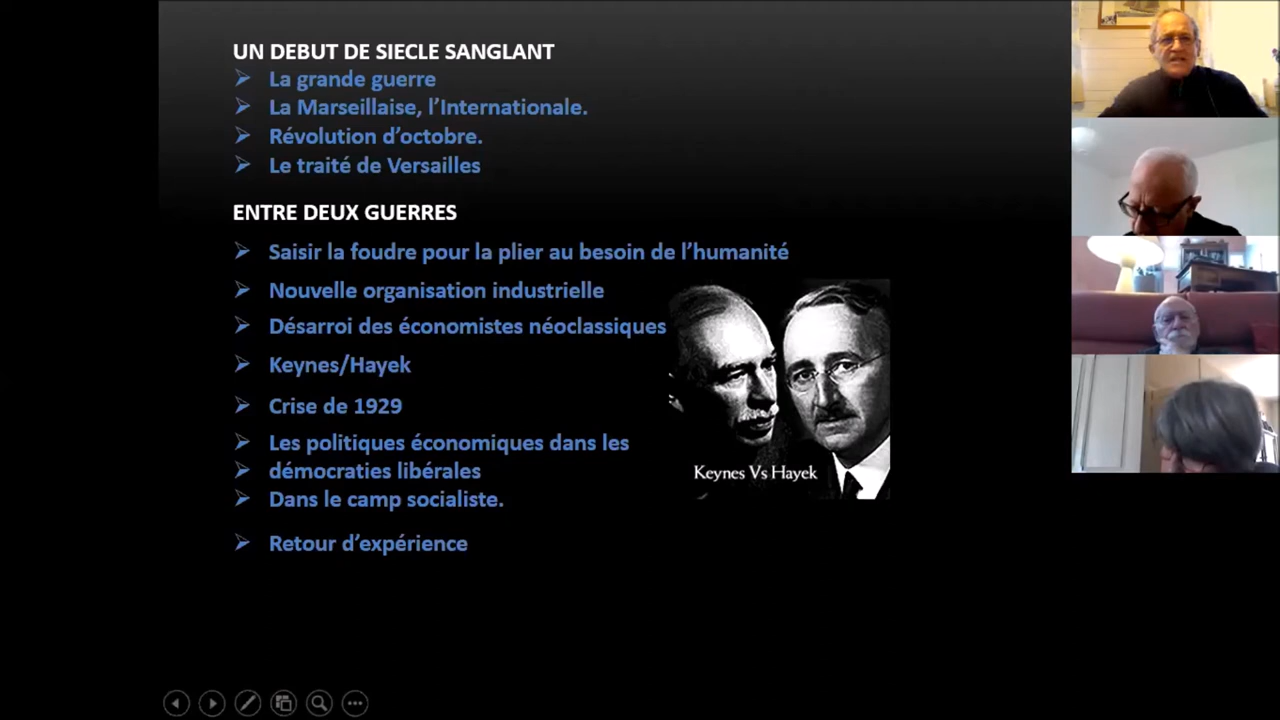 UN DEBUT DE SIECLE SANGLANT
La grande guerre
La Marseillaise, l’Internationale.
Révolution d’octobre.
Le traité de Versailles
ENTRE DEUX GUERRES
Saisir la foudre pour la plier au besoin de l’humanité
Nouvelle organisation industrielle
Désarroi des économistes néoclassiques
Keynes/Hayek
Crise de 1929
Les politiques économiques dans les
démocraties libérales
Dans le camp socialiste.
Retour d’expérience
Keynes Vs Hayek